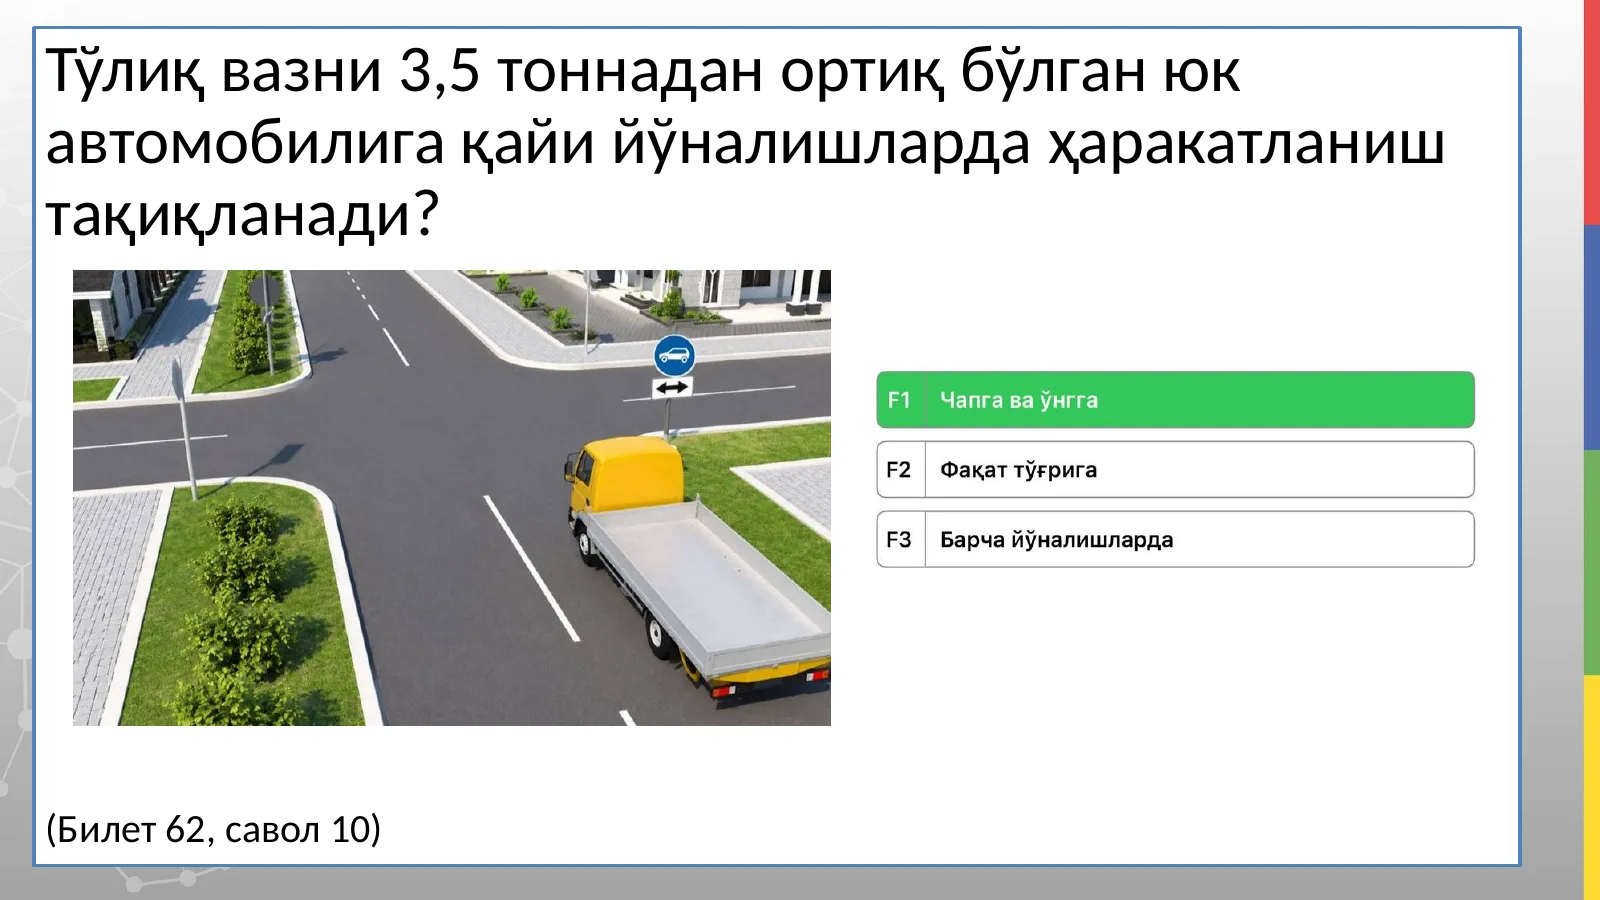 Тўлиқ вазни 3,5 тоннадан ортиқ бўлган юк
автомобилига қайи йўналишларда ҳаракатланиш
тақиқланади?
F1 Чапга ва ўнгга
F2 Фақат тўғрига
F3 Барча йўналишларда
(Билет 62, савол 10)